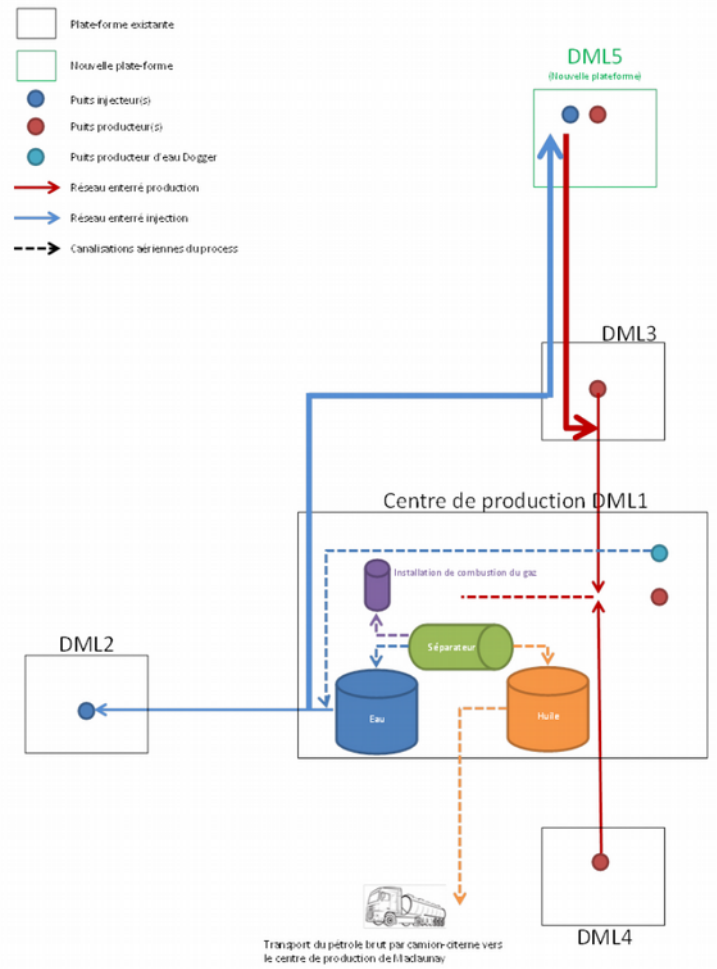 Plate-forme existante
Nouvelle plate-forme
Puits injecteur(s)
Puits producteur(s)
Puits producteur d'eau Dogger
Réseau enterré production
Réseau enterré injection
Canalisations aériennes du process
DML5
(Nouvelle plateforme)
DML3
Centre de production DML1
Installation de combustion du gaz
Séparateur
DML2
Eau
Huile
DML4
Transport du pétrole brut par camion-citerne vers
le centre de production de Maclaunay